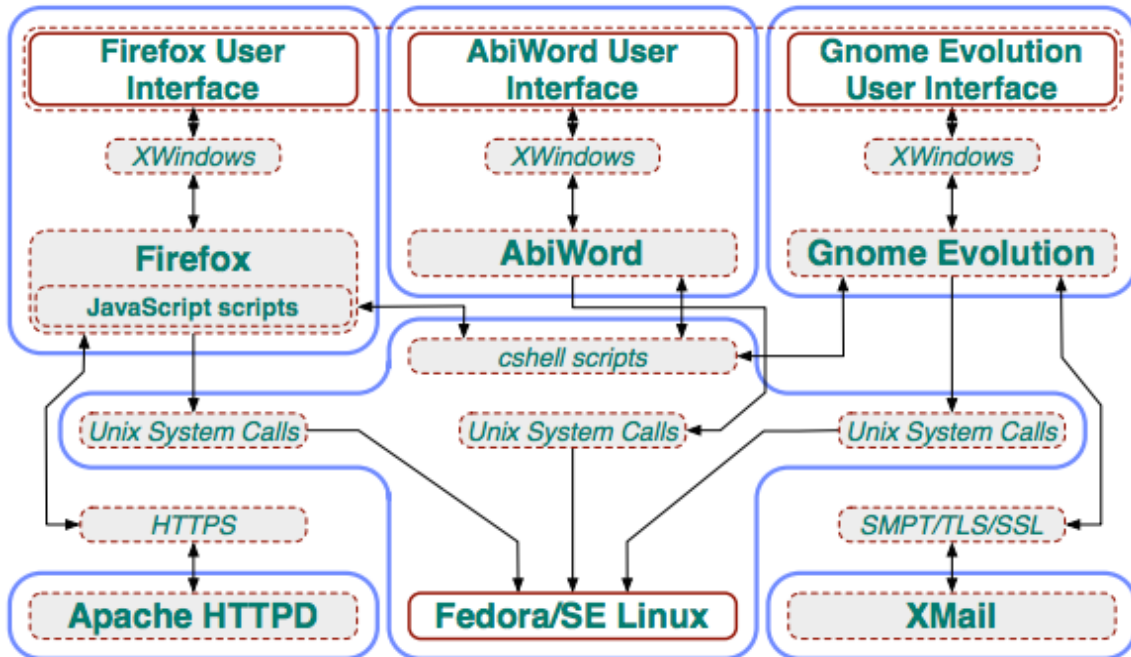 Firefox User
Interface
AbiWord User
Interface
Gnome Evolution
User Interface
XWindows
XWindows
XWindows
Firefox
JavaScript scripts
AbiWord
Gnome Evolution
cshell scripts
Unix System Calls
Unix System Calls
Unix System Calls
HTTPS
SMPT/TLS/SSL
Apache HTTPD
Fedora/SE Linux
XMail